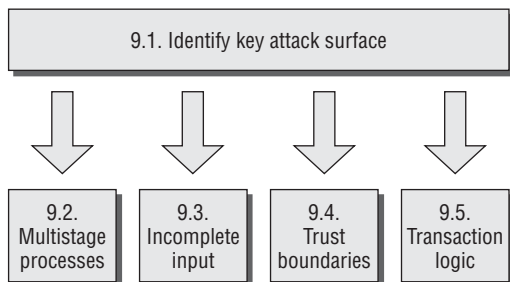 9.1. Identify key attack surface
9.2.
Multistage
processes
9.3.
Incomplete
input
9.4.
Trust
boundaries
9.5.
Transaction
logic